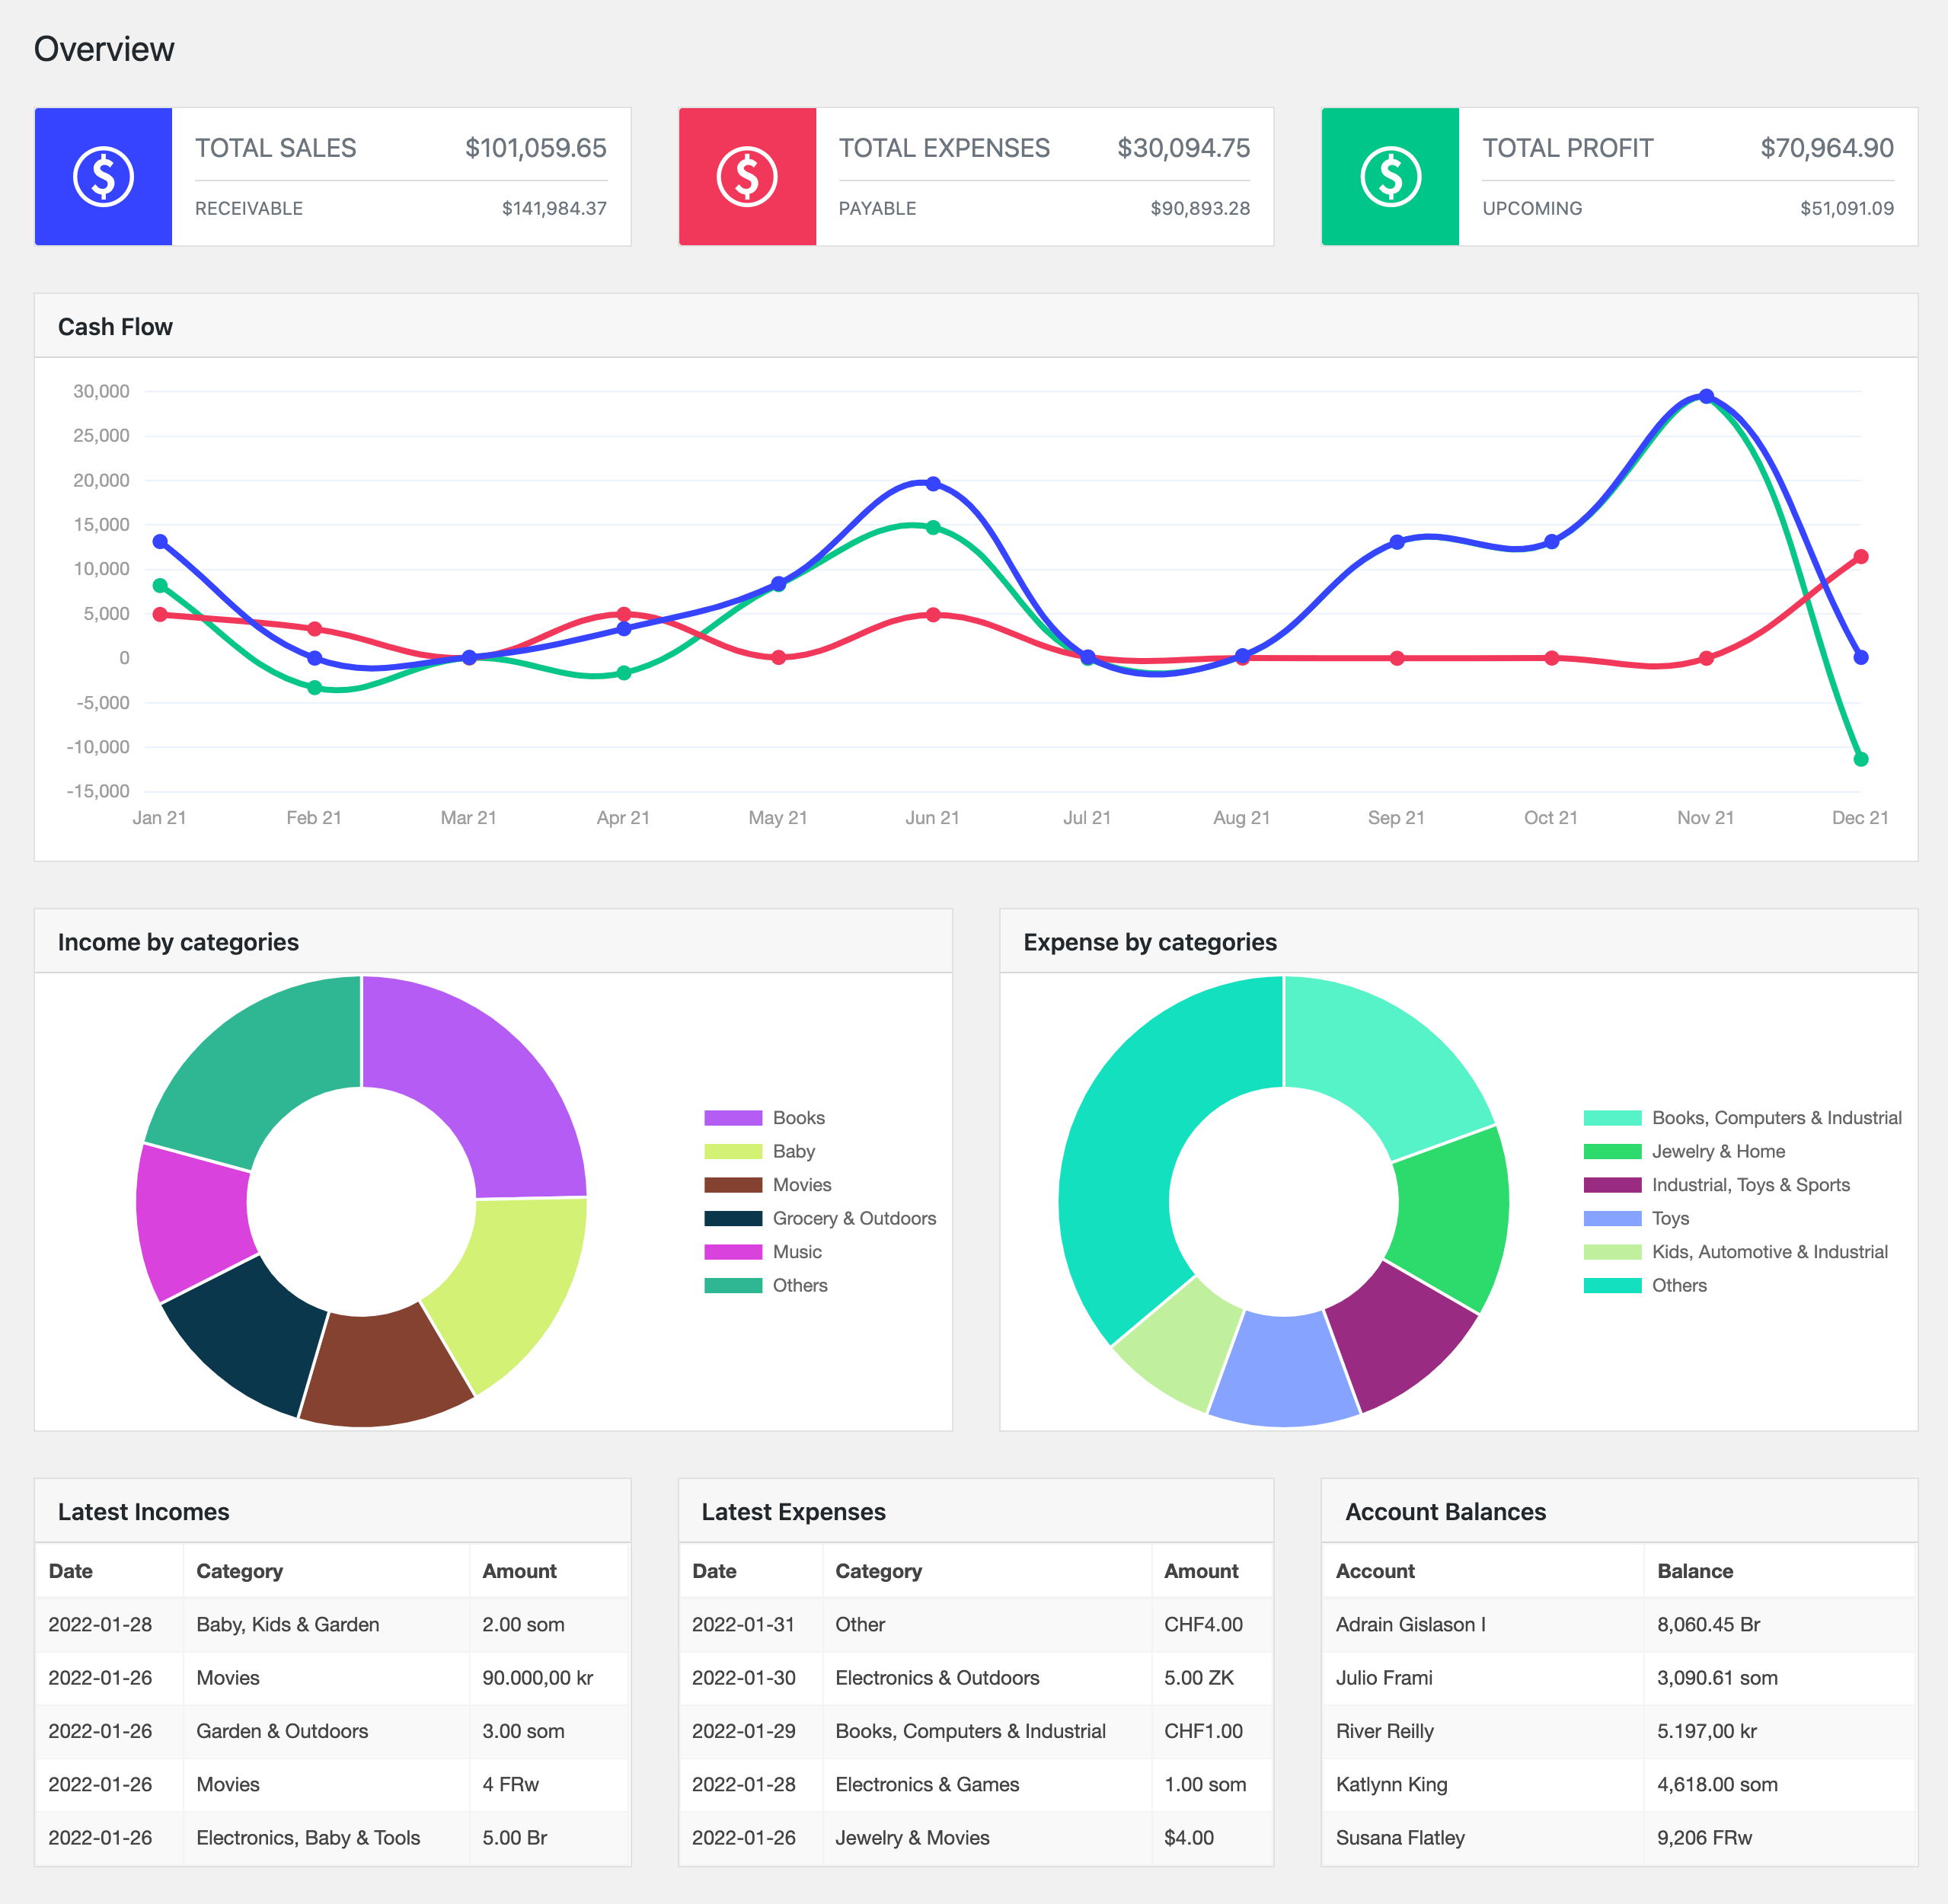 Overview
TOTAL SALES $101,059.65
RECEIVABLE $141,984.37
TOTAL EXPENSES $30,094.75
PAYABLE $90,893.28
TOTAL PROFIT $70,964.90
UPCOMING $51,091.09
Cash Flow
30,000
25,000
20,000
15,000
10,000
5,000
0
-5,000
-10,000
-15,000
Jan 21 Feb 21 Mar 21 Apr 21 May 21 Jun 21 Jul 21 Aug 21 Sep 21 Oct 21 Nov 21 Dec 21
Income by categories
Books
Baby
Movies
Grocery & Outdoors
Music
Others
Expense by categories
Books, Computers & Industrial
Jewelry & Home
Industrial, Toys & Sports
Toys
Kids, Automotive & Industrial
Others
Latest Incomes
Date Category Amount
2022-01-28 Baby, Kids & Garden 2.00 som
2022-01-26 Movies 90.000,00 kr
2022-01-26 Garden & Outdoors 3.00 som
2022-01-26 Movies 4 FRw
2022-01-26 Electronics, Baby & Tools 5.00 Br
Latest Expenses
Date Category Amount
2022-01-31 Other CHF4.00
2022-01-30 Electronics & Outdoors 5.00 ZK
2022-01-29 Books, Computers & Industrial CHF1.00
2022-01-28 Electronics & Games 1.00 som
2022-01-26 Jewelry & Movies $4.00
Account Balances
Account Balance
Adrain Gislason I 8,060.45 Br
Julio Frami 3,090.61 som
River Reilly 5.197,00 kr
Katlynn King 4,618.00 som
Susana Flatley 9,206 FRw